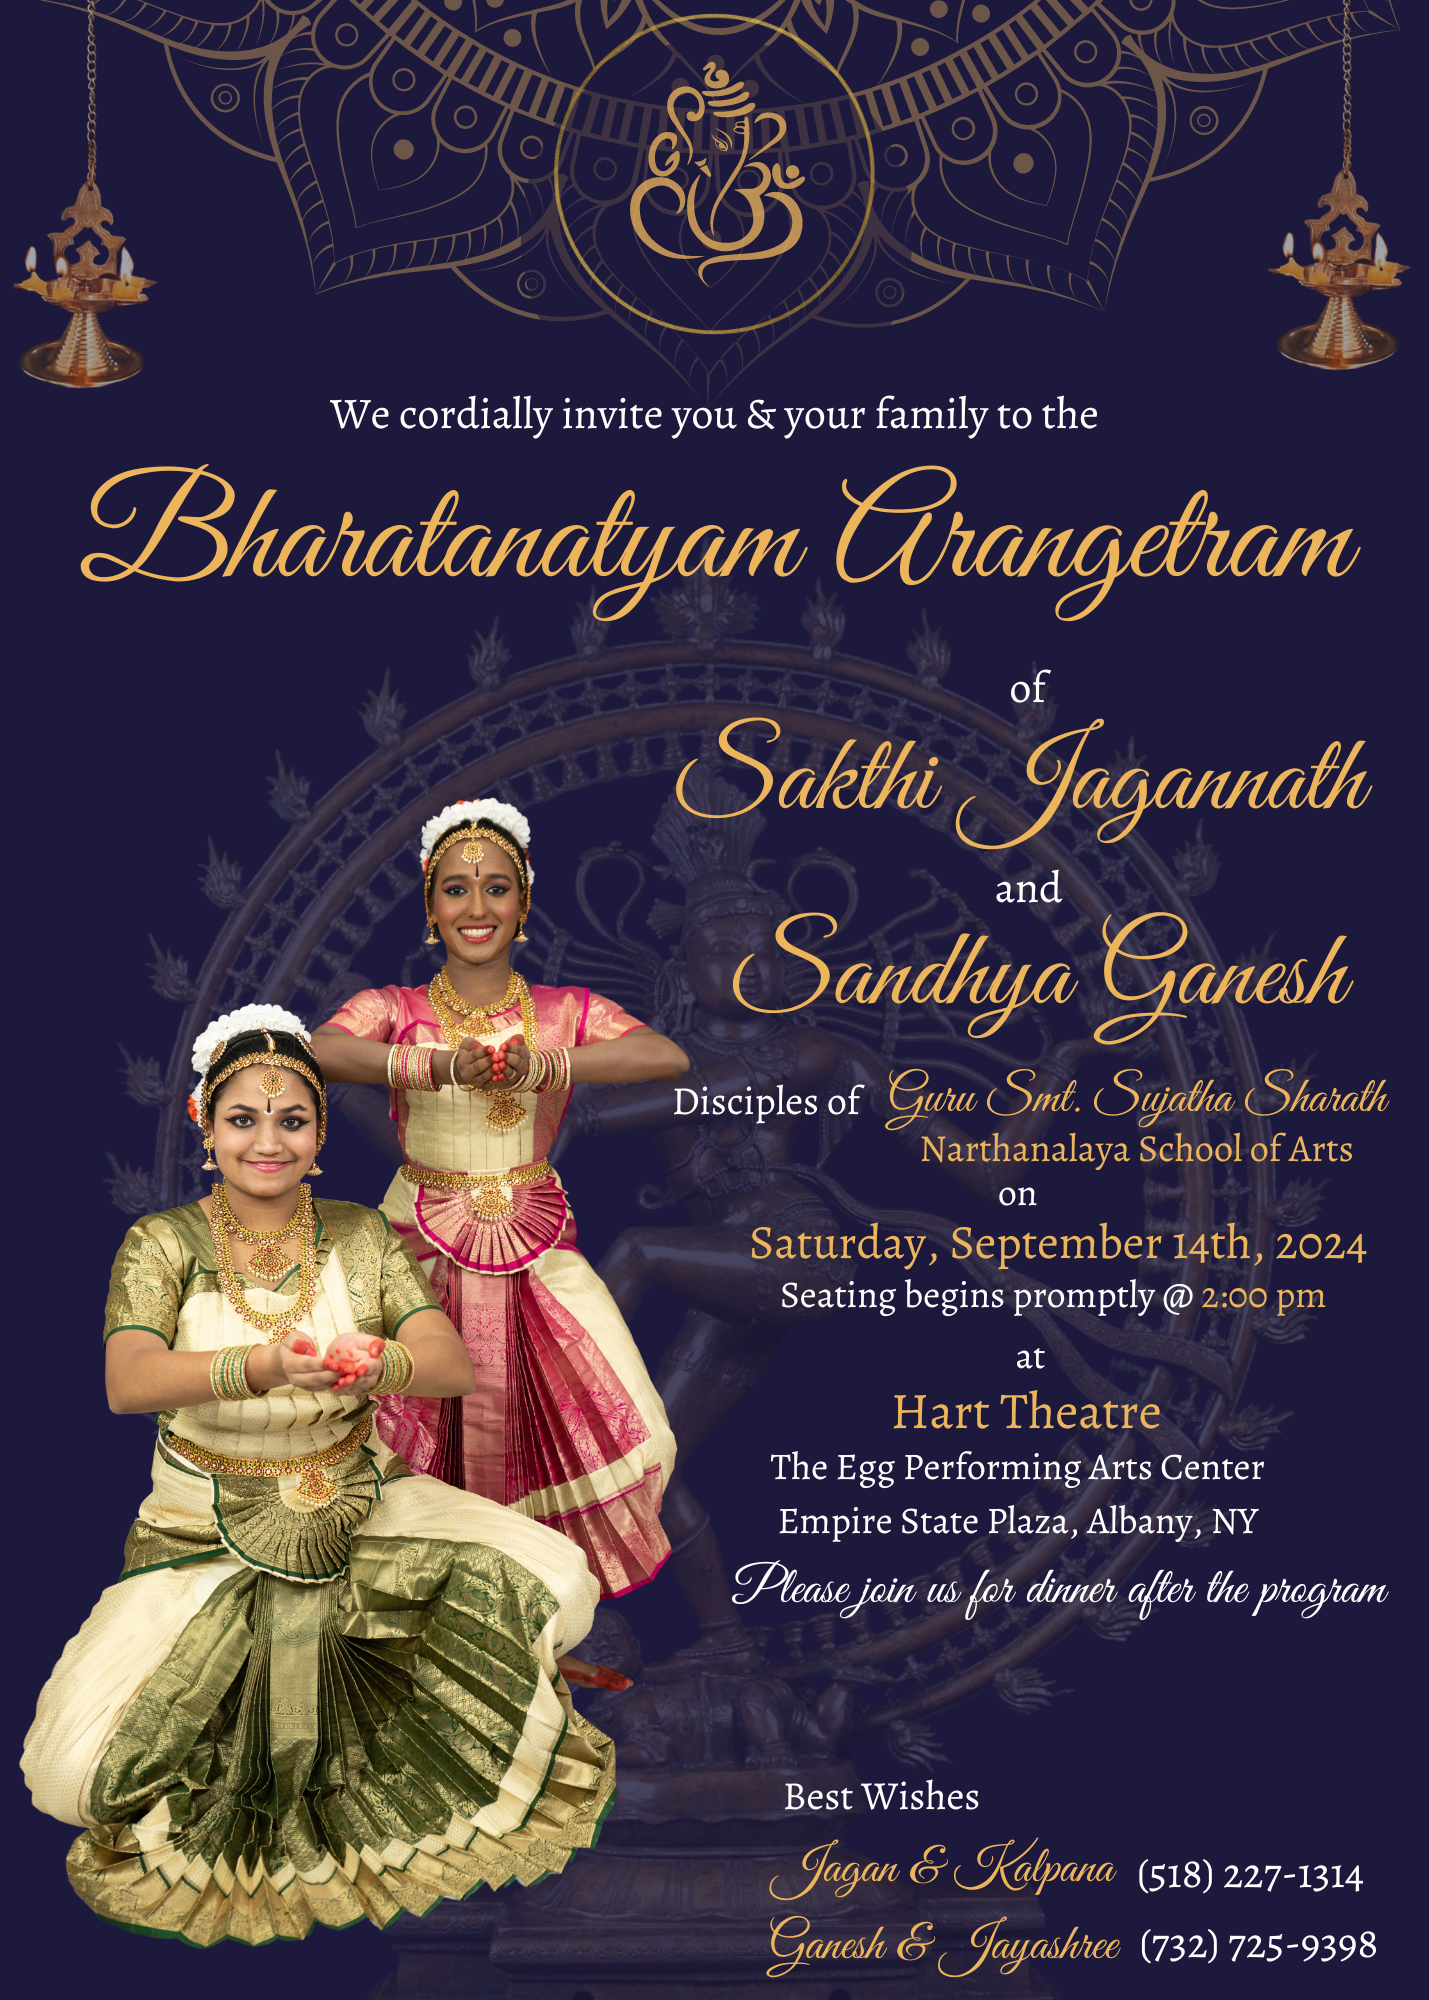 We cordially invite you & your family to the
Bharatanatyam Arangetram
of
Sakthi Jagannath
and
Sandhya Ganesh
Disciples of Guru Smt. Sujatha Sharath
Narthanalaya School of Arts
on
Saturday, September 14th, 2024
Seating begins promptly @ 2:00 pm
at
Hart Theatre
The Egg Performing Arts Center
Empire State Plaza, Albany, NY
Please join us for dinner after the program
Best Wishes
Jagan & Kalpana (518) 227-1314
Ganesh & Jayashree (732) 725-9398